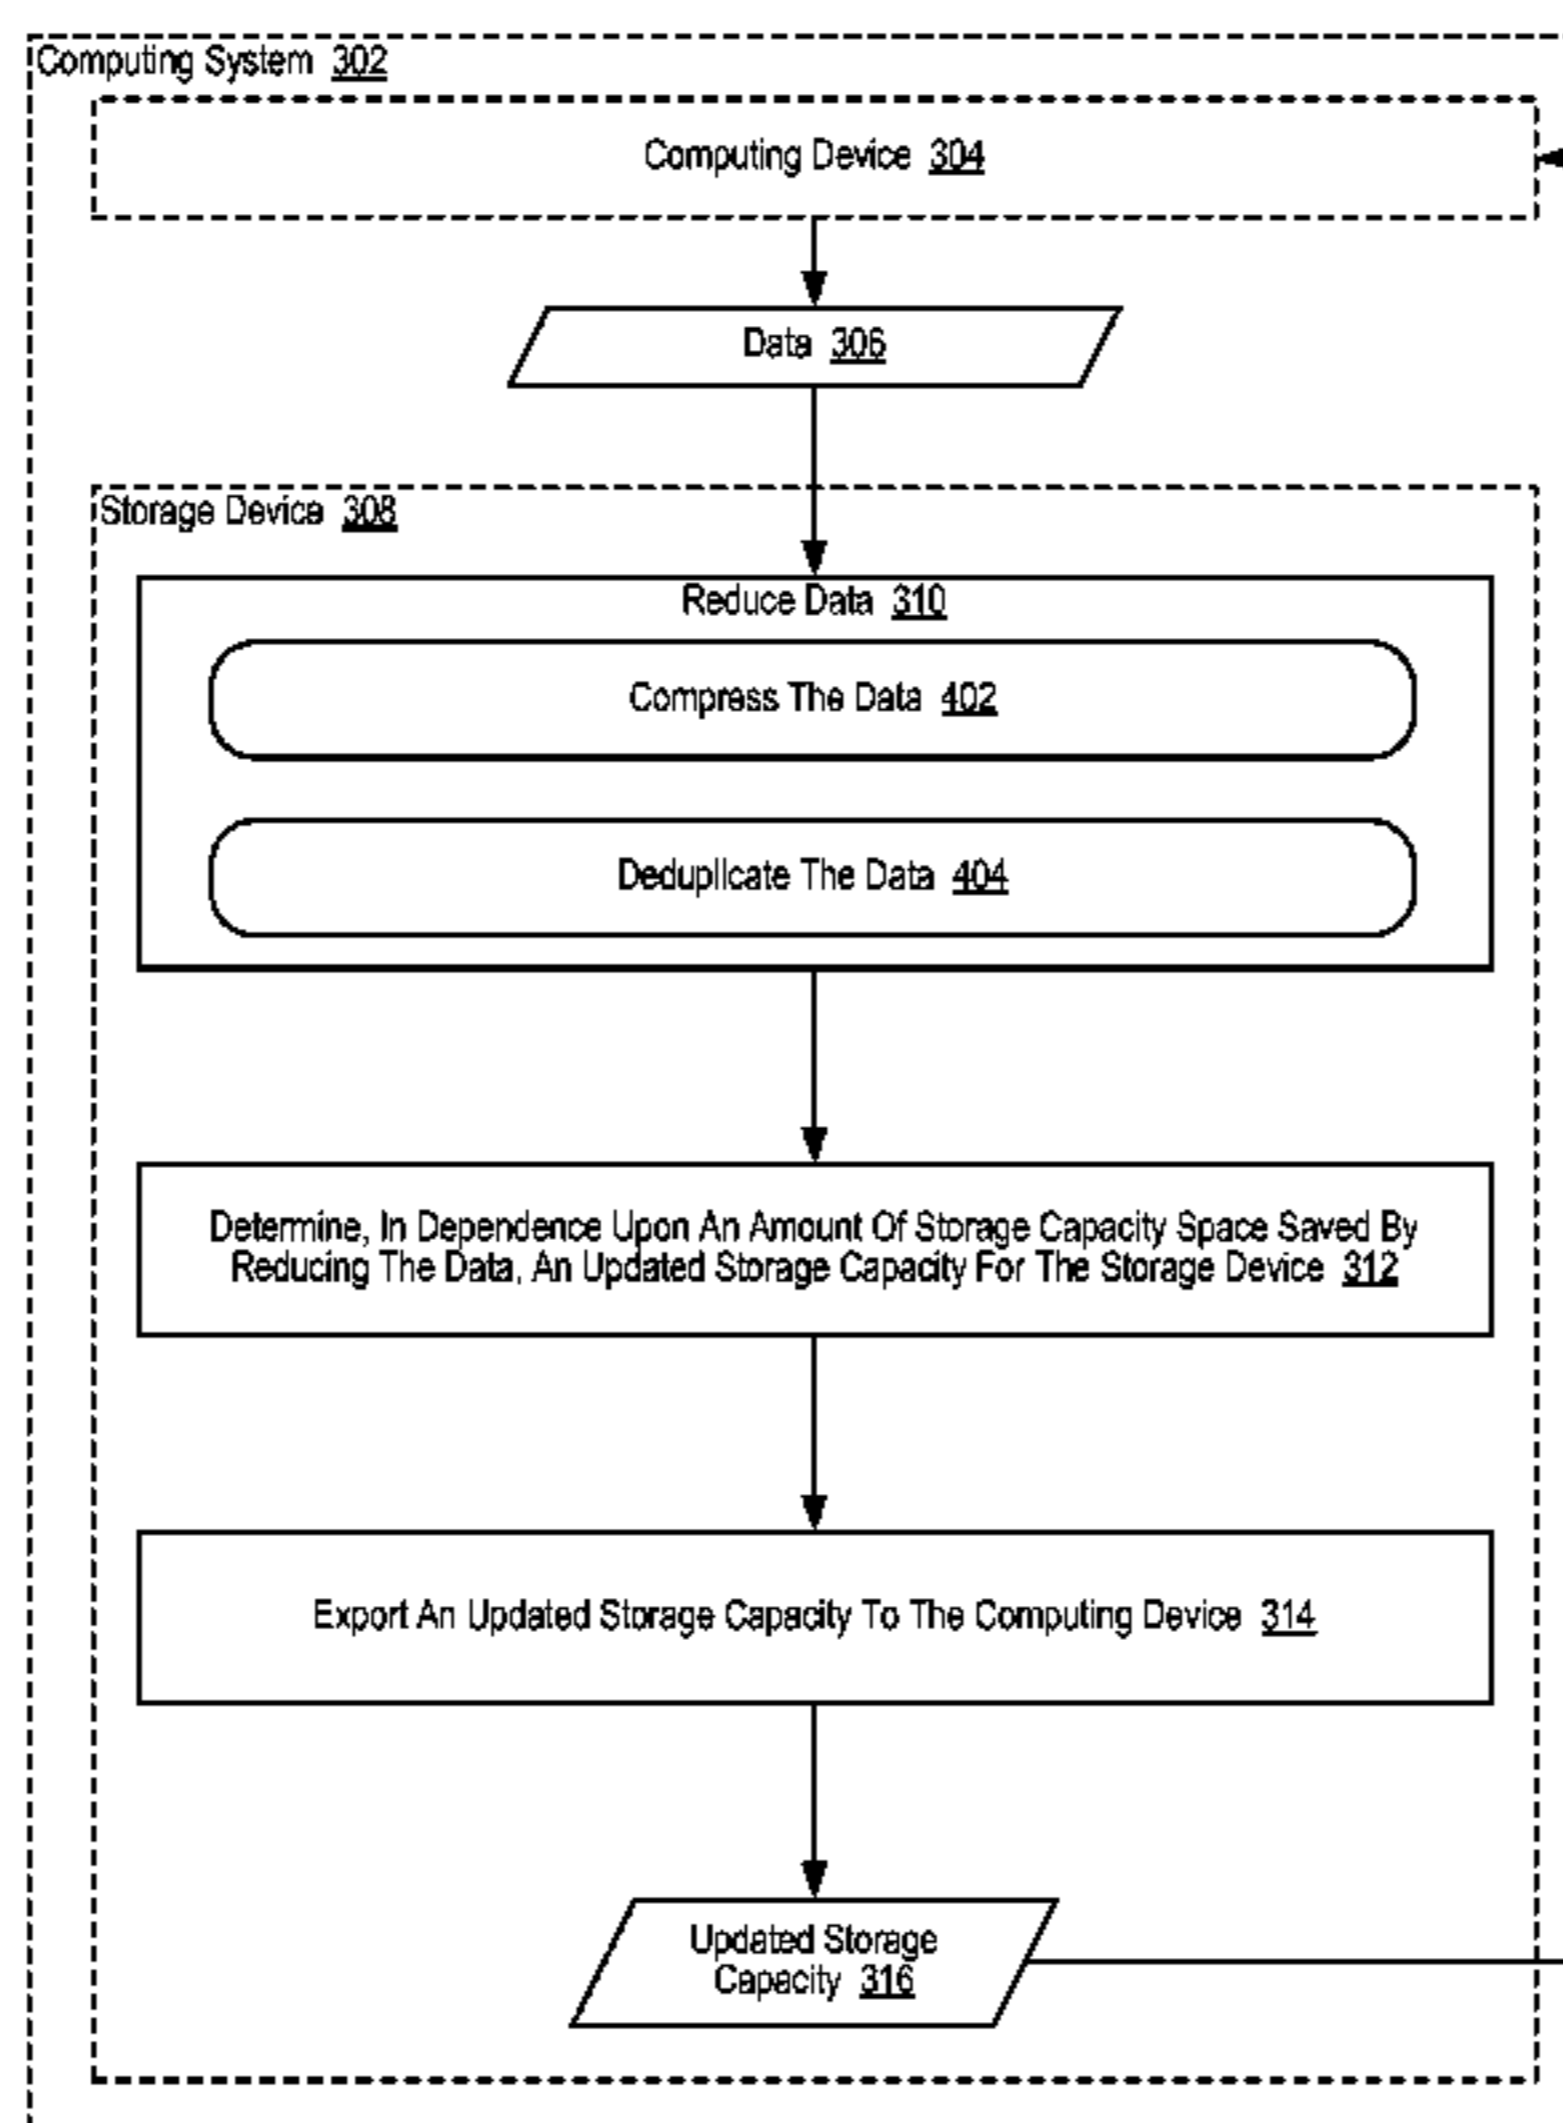 Computing System 302
Computing Device 304
Data 306
Storage Device 308
Reduce Data 310
Compress The Data 402
Deduplicate The Data 404
Determine, In Dependence Upon An Amount Of Storage Capacity Space Saved By
Reducing The Data, An Updated Storage Capacity For The Storage Device 312
Export An Updated Storage Capacity To The Computing Device 314
Updated Storage
Capacity 316